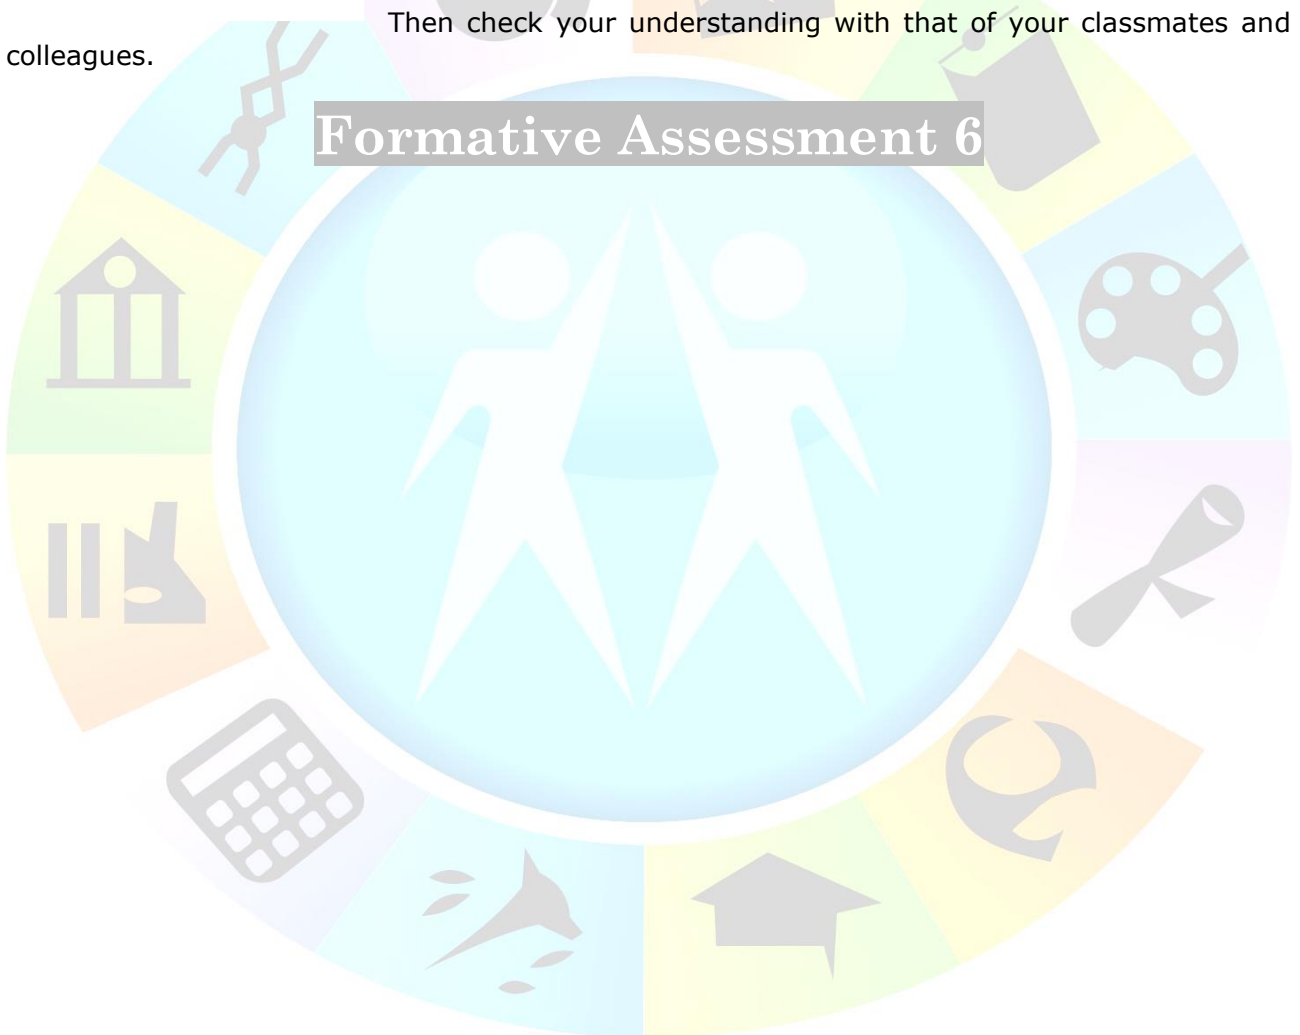 Then check your understanding with that of your classmates and
colleagues.
Formative Assessment 6